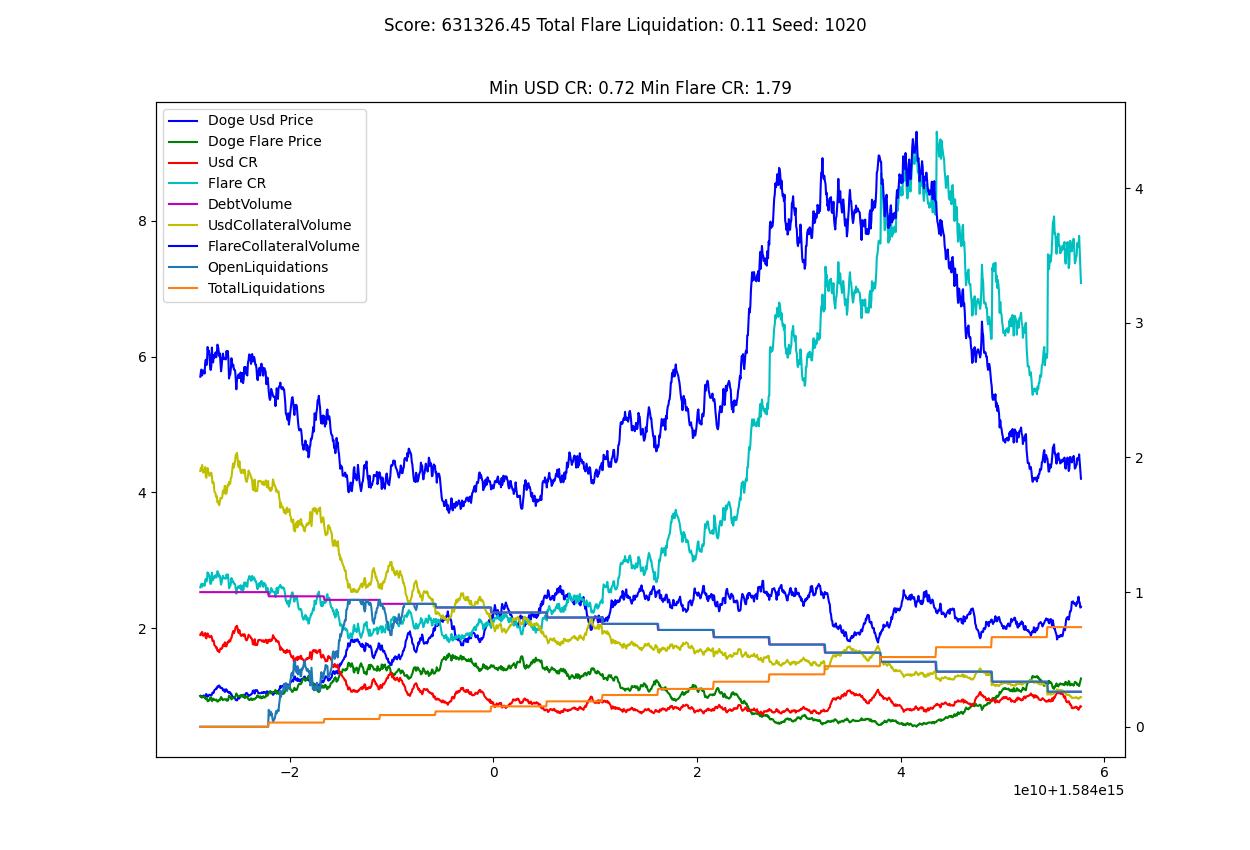 Score: 631326.45 Total Flare Liquidation: 0.11 Seed: 1020
Min USD CR: 0.72 Min Flare CR: 1.79
Doge Usd Price
Doge Flare Price
Usd CR
Flare CR
DebtVolume
UsdCollateralVolume
FlareCollateralVolume
OpenLiquidations
TotalLiquidations
8
6
4
2
4
3
2
1
0
−2
0
2
4
6
1e10+1.584e15